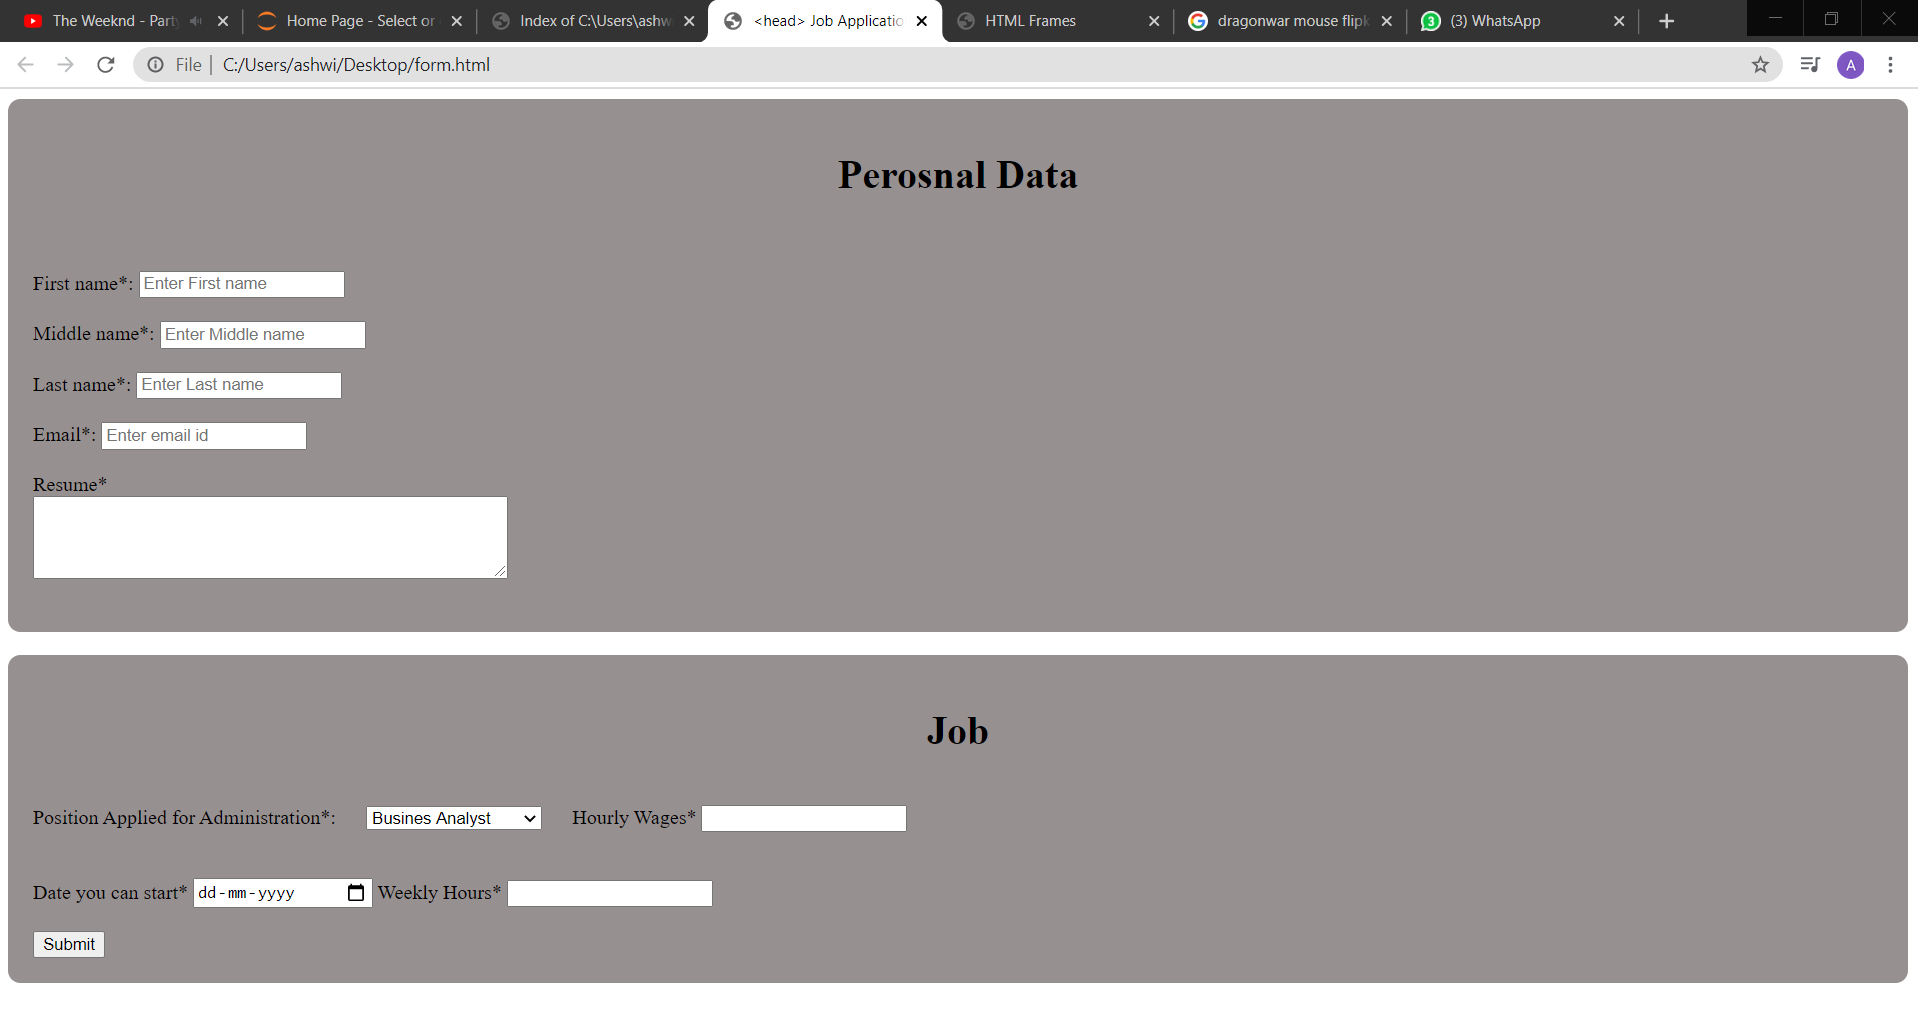 The Weeknd - Part
Home Page - Select or
Index of C:\Users\ashw
<head> Job Applicatio
HTML Frames
dragonwar mouse flipk
3 (3) WhatsApp
File | C:/Users/ashwi/Desktop/form.html
A
Perosnal Data
First name*: Enter First name
Middle name*: Enter Middle name
Last name*: Enter Last name
Email*: Enter email id
Resume*
Job
Position Applied for Administration*: Busines Analyst Hourly Wages*
Date you can start* dd-mm-yyyy Weekly Hours*
Submit